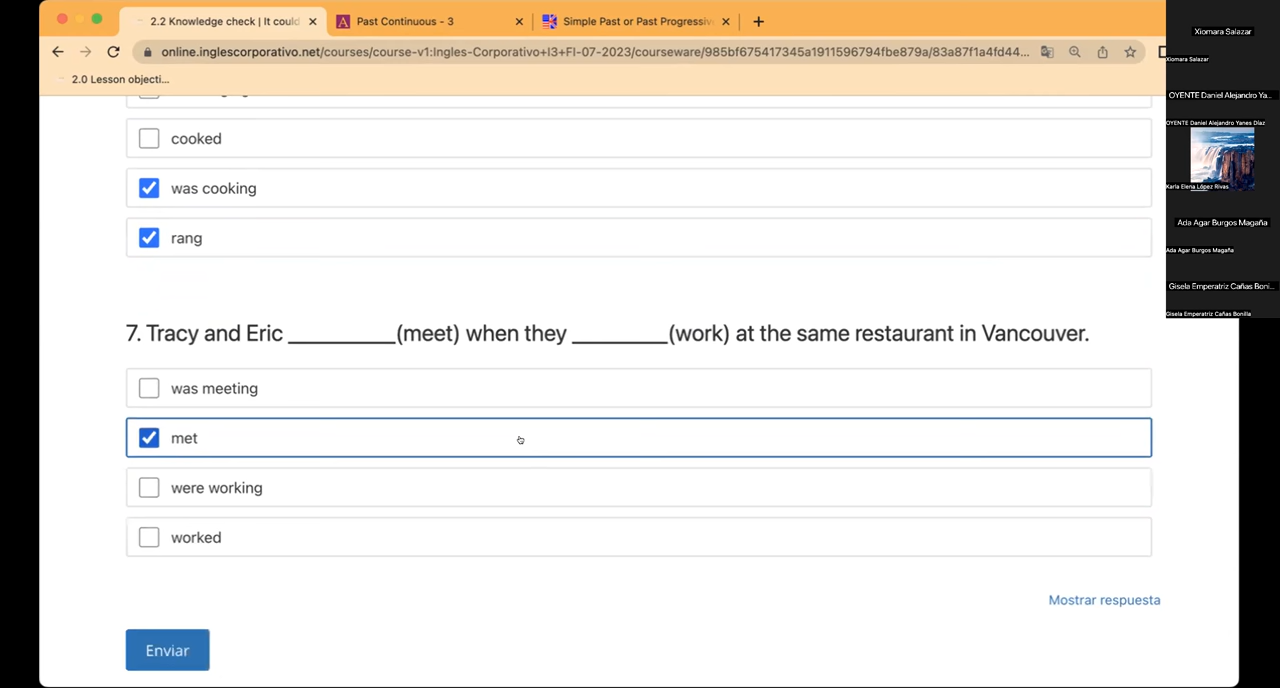 2.2 Knowledge check | It could
Past Continuous - 3
Simple Past or Past Progressiv
online.inglescorporativo.net/courses/course-v1:Ingles-Corporativo+I3+FI-07-2023/courseware/985bf675417345a1911596794fbe879a/83a87f1a4fd44...
2.0 Lesson objecti...
cooked
was cooking
rang
7. Tracy and Eric __________(meet) when they _________(work) at the same restaurant in Vancouver.
was meeting
met
were working
worked
Mostrar respuesta
Enviar
Xiomara Salazar
Xiomara Salazar
OYENTE Daniel Alejandro Ya...
OYENTE Daniel Alejandro Yanes Díaz
Karla Elena López Rivas
Ada Agar Burgos Magaña
Ada Agar Burgos Magaña
Gisela Emperatriz Cañas Boni...
Gisela Emperatriz Cañas Bonilla